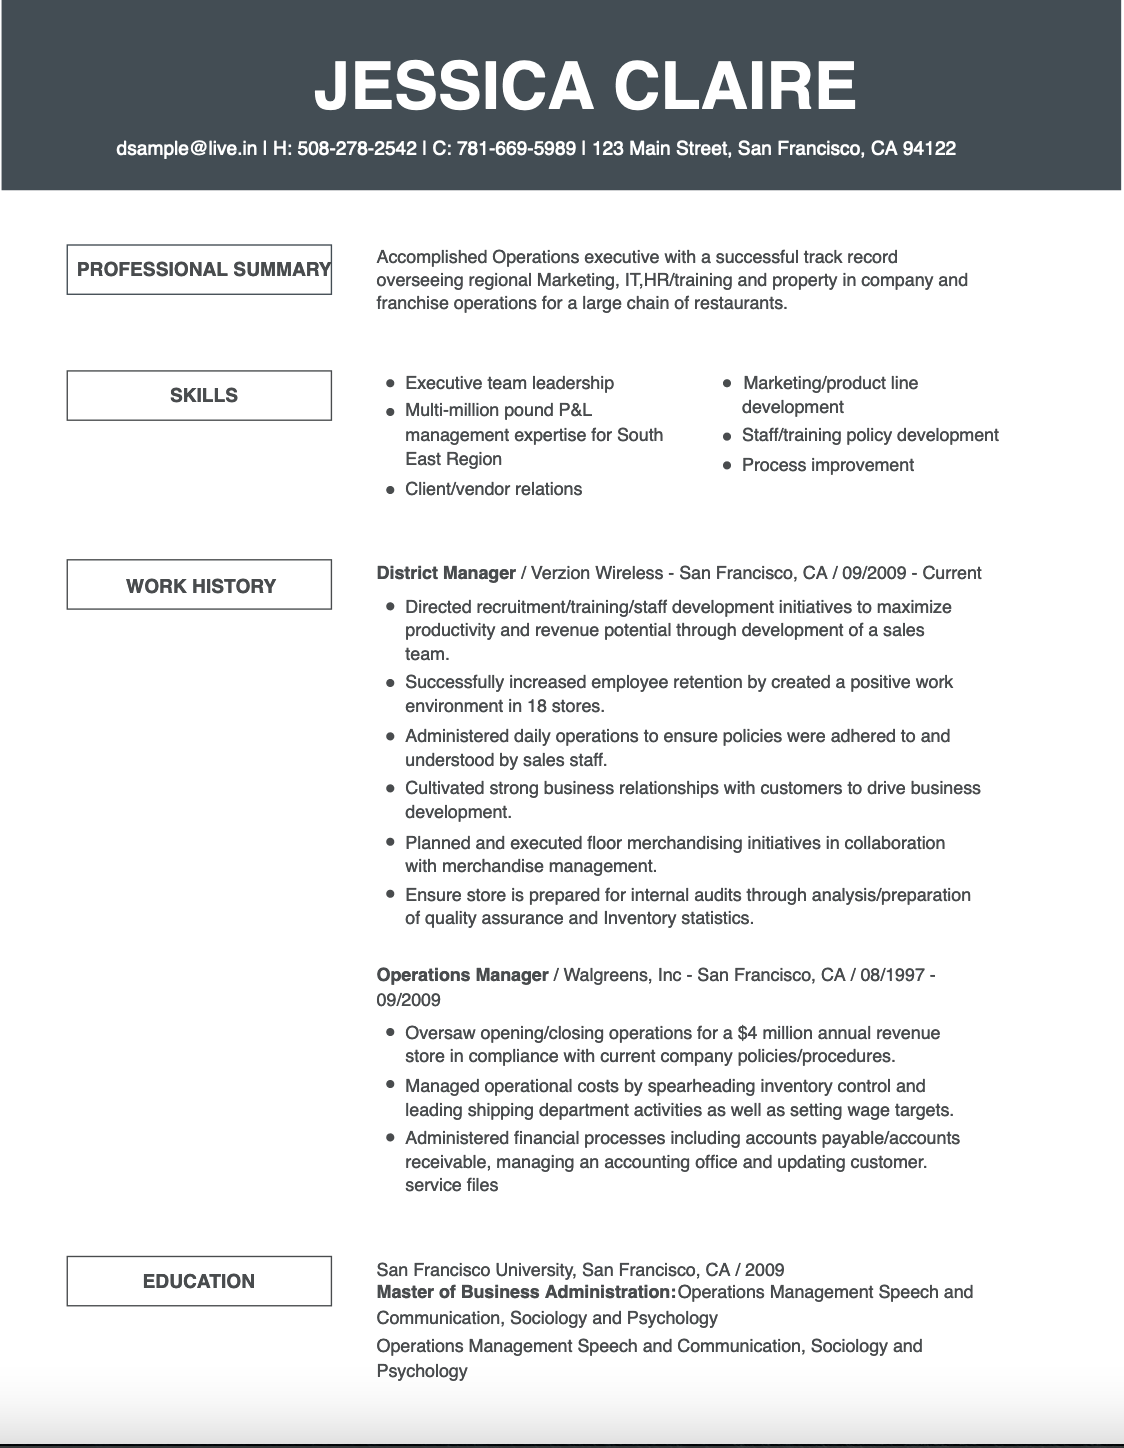 JESSICA CLAIRE
dsample@live.in | H: 508-278-2542 | C: 781-669-5989 | 123 Main Street, San Francisco, CA 94122
PROFESSIONAL SUMMARY
Accomplished Operations executive with a successful track record
overseeing regional Marketing, IT,HR/training and property in company and
franchise operations for a large chain of restaurants.
SKILLS
● Executive team leadership
● Multi-million pound P&L
management expertise for South
East Region
● Client/vendor relations
● Marketing/product line
development
● Staff/training policy development
● Process improvement
WORK HISTORY
District Manager / Verzion Wireless - San Francisco, CA / 09/2009 - Current
● Directed recruitment/training/staff development initiatives to maximize
productivity and revenue potential through development of a sales
team.
● Successfully increased employee retention by created a positive work
environment in 18 stores.
● Administered daily operations to ensure policies were adhered to and
understood by sales staff.
● Cultivated strong business relationships with customers to drive business
development.
● Planned and executed floor merchandising initiatives in collaboration
with merchandise management.
● Ensure store is prepared for internal audits through analysis/preparation
of quality assurance and Inventory statistics.
Operations Manager / Walgreens, Inc - San Francisco, CA / 08/1997 -
09/2009
● Oversaw opening/closing operations for a $4 million annual revenue
store in compliance with current company policies/procedures.
● Managed operational costs by spearheading inventory control and
leading shipping department activities as well as setting wage targets.
● Administered financial processes including accounts payable/accounts
receivable, managing an accounting office and updating customer.
service files
EDUCATION
San Francisco University, San Francisco, CA / 2009
Master of Business Administration:Operations Management Speech and
Communication, Sociology and Psychology
Operations Management Speech and Communication, Sociology and
Psychology